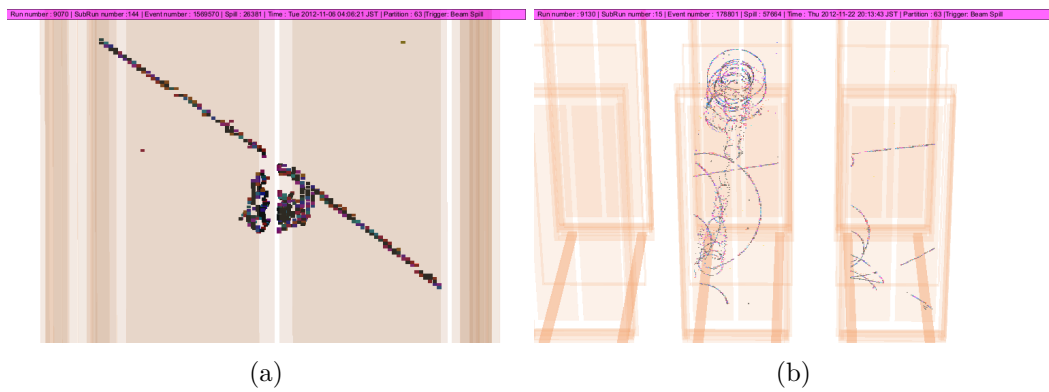 Run number : 9070 | SubRun number :144 | Event number : 1569570 | Spill : 26381 | Time : Tue 2012-11-06 04:06:21 JST | Partition : 63 |Trigger: Beam Spill
Run number : 9130 | SubRun number :15 | Event number : 178801 | Spill : 57664 | Time : Thu 2012-11-22 20:13:43 JST | Partition : 63 |Trigger: Beam Spill
(a)
(b)